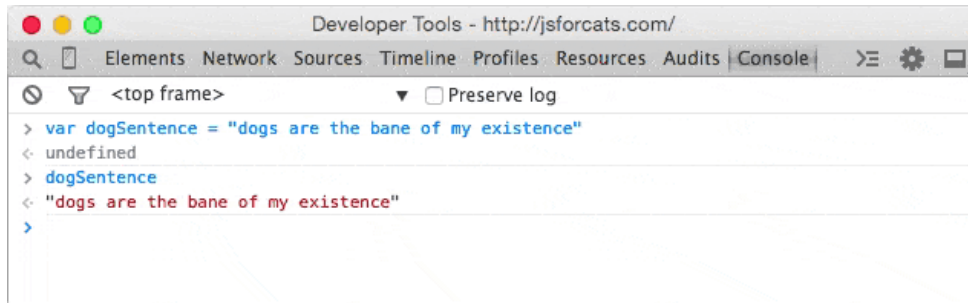 Developer Tools - http://jsforcats.com/
Elements Network Sources Timeline Profiles Resources Audits Console
<top frame> ▼ Preserve log
> var dogSentence = "dogs are the bane of my existence"
< undefined
> dogSentence
< "dogs are the bane of my existence"
>